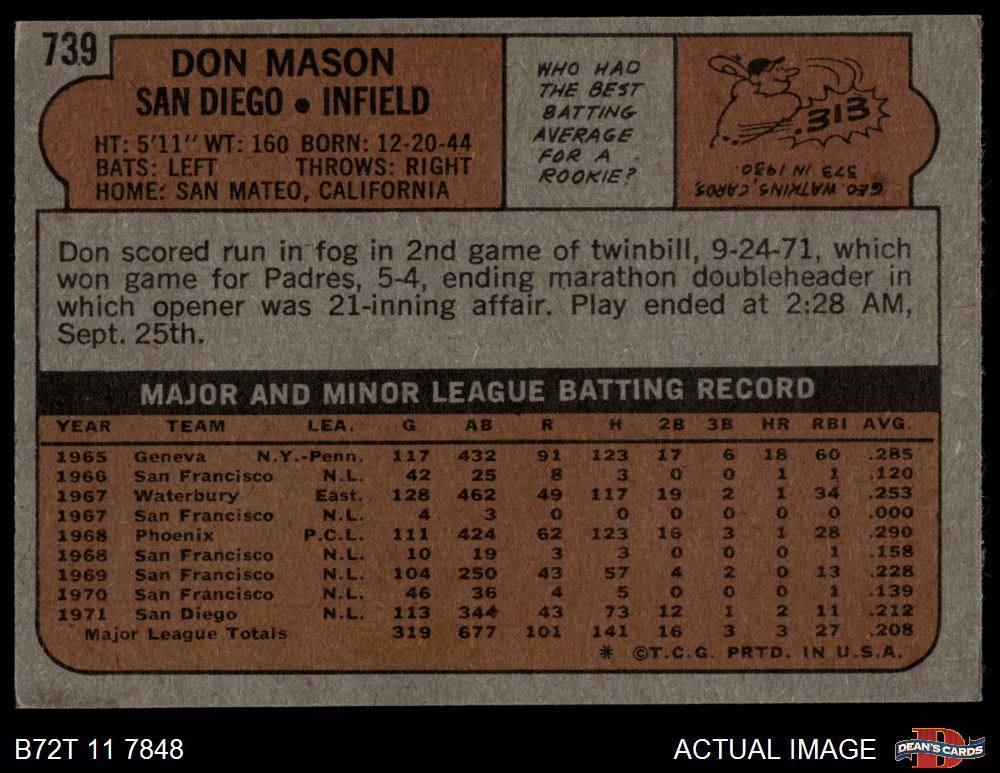 739
DON MASON
SAN DIEGO • INFIELD
HT: 5'11" WT: 160 BORN: 12-20-44
BATS: LEFT THROWS: RIGHT
HOME: SAN MATEO, CALIFORNIA
WHO HAD
THE BEST
BATTING
AVERAGE
FOR A
ROOKIE?
.313
GEO. WATKINS, CARDS,
373 IN 1930.
Don scored run in fog in 2nd game of twinbill, 9-24-71, which
won game for Padres, 5-4, ending marathon doubleheader in
which opener was 21-inning affair. Play ended at 2:28 AM,
Sept. 25th.
MAJOR AND MINOR LEAGUE BATTING RECORD
YEAR TEAM LEA. G AB R H 2B 3B HR RBI AVG.
1965 Geneva N.Y.-Penn. 117 432 91 123 17 6 18 60 .285
1966 San Francisco N.L. 42 25 8 3 0 0 1 1 .120
1967 Waterbury East. 128 462 49 117 19 2 1 34 .253
1967 San Francisco N.L. 4 3 0 0 0 0 0 0 .000
1968 Phoenix P.C.L. 111 424 62 123 16 3 1 28 .290
1968 San Francisco N.L. 10 19 3 3 0 0 0 1 .158
1969 San Francisco N.L. 104 250 43 57 4 2 0 13 .228
1970 San Francisco N.L. 46 36 4 5 0 0 0 1 .139
1971 San Diego N.L. 113 344 43 73 12 1 2 11 .212
Major League Totals 319 677 101 141 16 3 3 27 .208
* ©T.C.G. PRTD. IN U.S.A.
B72T 11 7848
ACTUAL IMAGE
D
DEAN'S CARDS